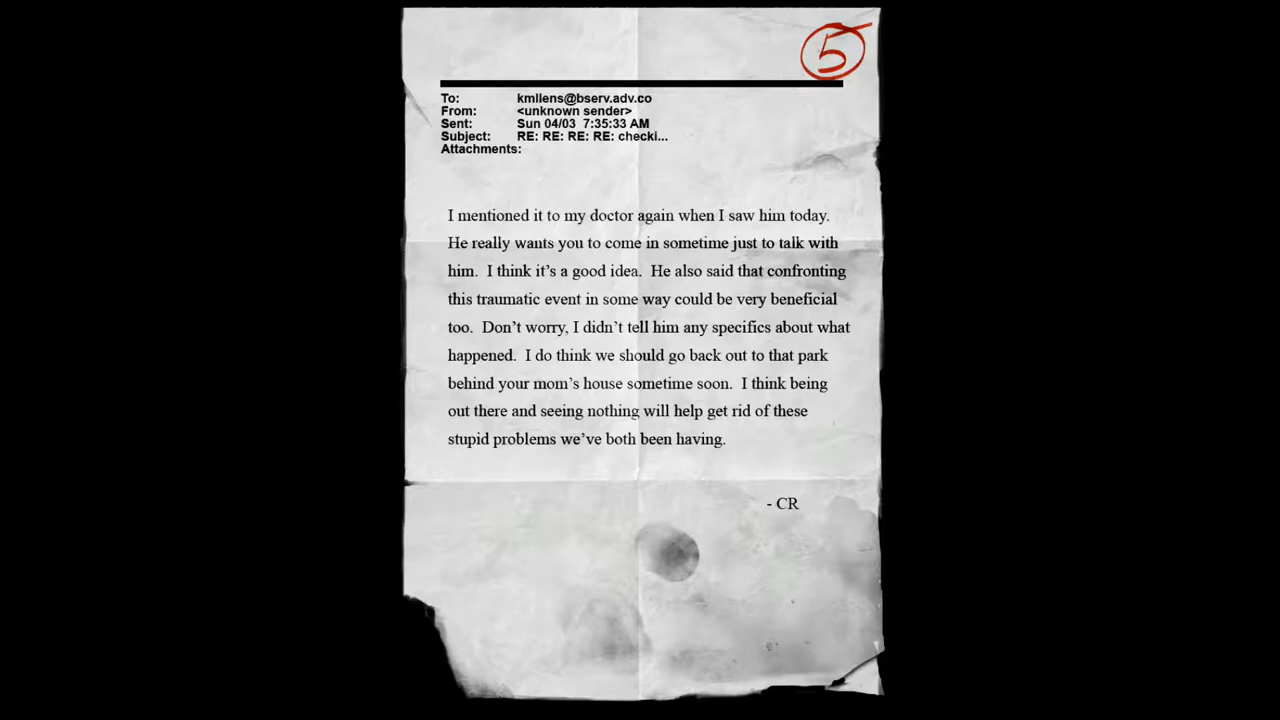 5
To: kmllens@bserv.adv.co
From: <unknown sender>
Sent: Sun 04/03 7:35:33 AM
Subject: RE: RE: RE: RE: checki...
Attachments:
I mentioned it to my doctor again when I saw him today.
He really wants you to come in sometime just to talk with
him.  I think it’s a good idea.  He also said that confronting
this traumatic event in some way could be very beneficial
too.  Don’t worry, I didn’t tell him any specifics about what
happened.  I do think we should go back out to that park
behind your mom’s house sometime soon.  I think being
out there and seeing nothing will help get rid of these
stupid problems we’ve both been having.
- CR